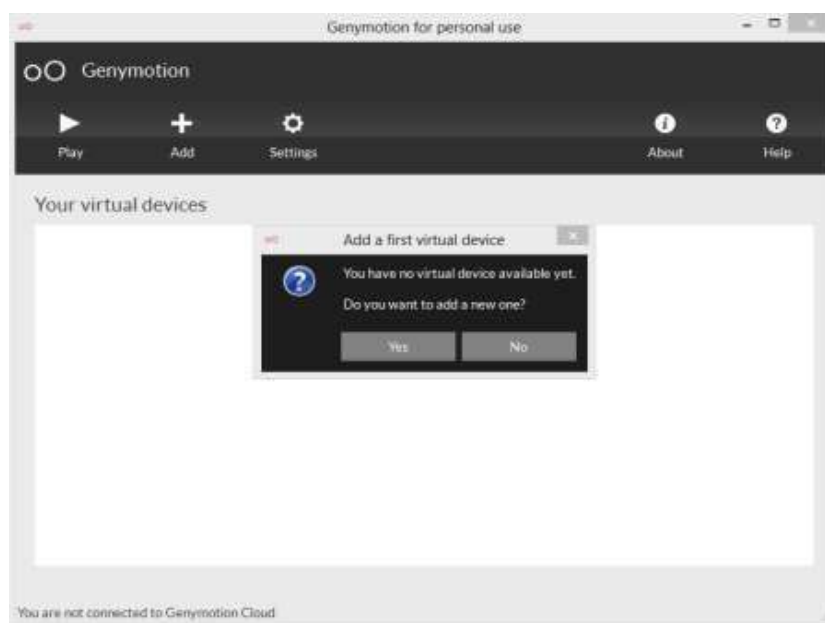 Genymotion for personal use
Genymotion
Play Add Settings About Help
Your virtual devices
Add a first virtual device
You have no virtual device available yet.
Do you want to add a new one?
Yes No
You are not connected to Genymotion Cloud